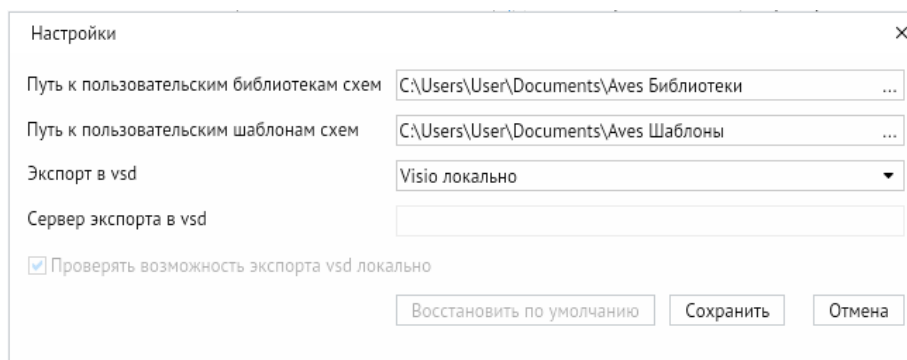 Настройки
Путь к пользовательским библиотекам схем C:\Users\User\Documents\Aves Библиотеки ...
Путь к пользовательским шаблонам схем C:\Users\User\Documents\Aves Шаблоны ...
Экспорт в vsd Visio локально
Сервер экспорта в vsd
Проверять возможность экспорта vsd локально
Восстановить по умолчанию Сохранить Отмена